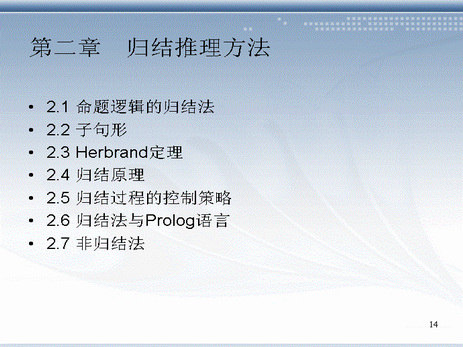 第二章　归结推理方法
• 2.1 命题逻辑的归结法
• 2.2 子句形
• 2.3 Herbrand定理
• 2.4 归结原理
• 2.5 归结过程的控制策略
• 2.6 归结法与Prolog语言
• 2.7 非归结法
14